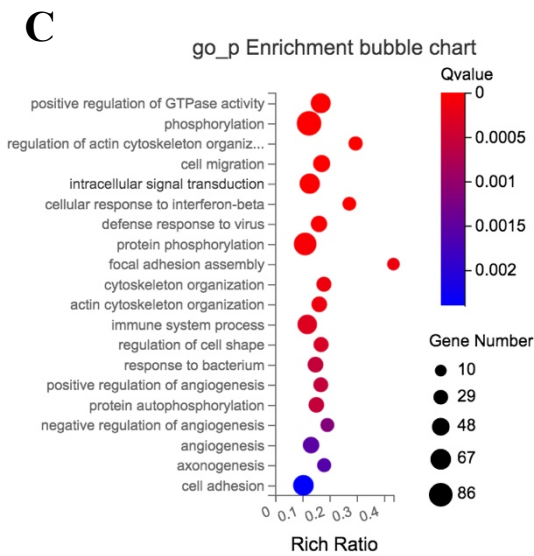 C
go_p Enrichment bubble chart
Qvalue
positive regulation of GTPase activity
phosphorylation
regulation of actin cytoskeleton organiz...
cell migration
intracellular signal transduction
cellular response to interferon-beta
defense response to virus
protein phosphorylation
focal adhesion assembly
cytoskeleton organization
actin cytoskeleton organization
immune system process
regulation of cell shape
response to bacterium
positive regulation of angiogenesis
protein autophosphorylation
negative regulation of angiogenesis
angiogenesis
axonogenesis
cell adhesion
0
0.0005
0.001
0.0015
0.002
Gene Number
10
29
48
67
86
0 0.1 0.2 0.3 0.4
Rich Ratio